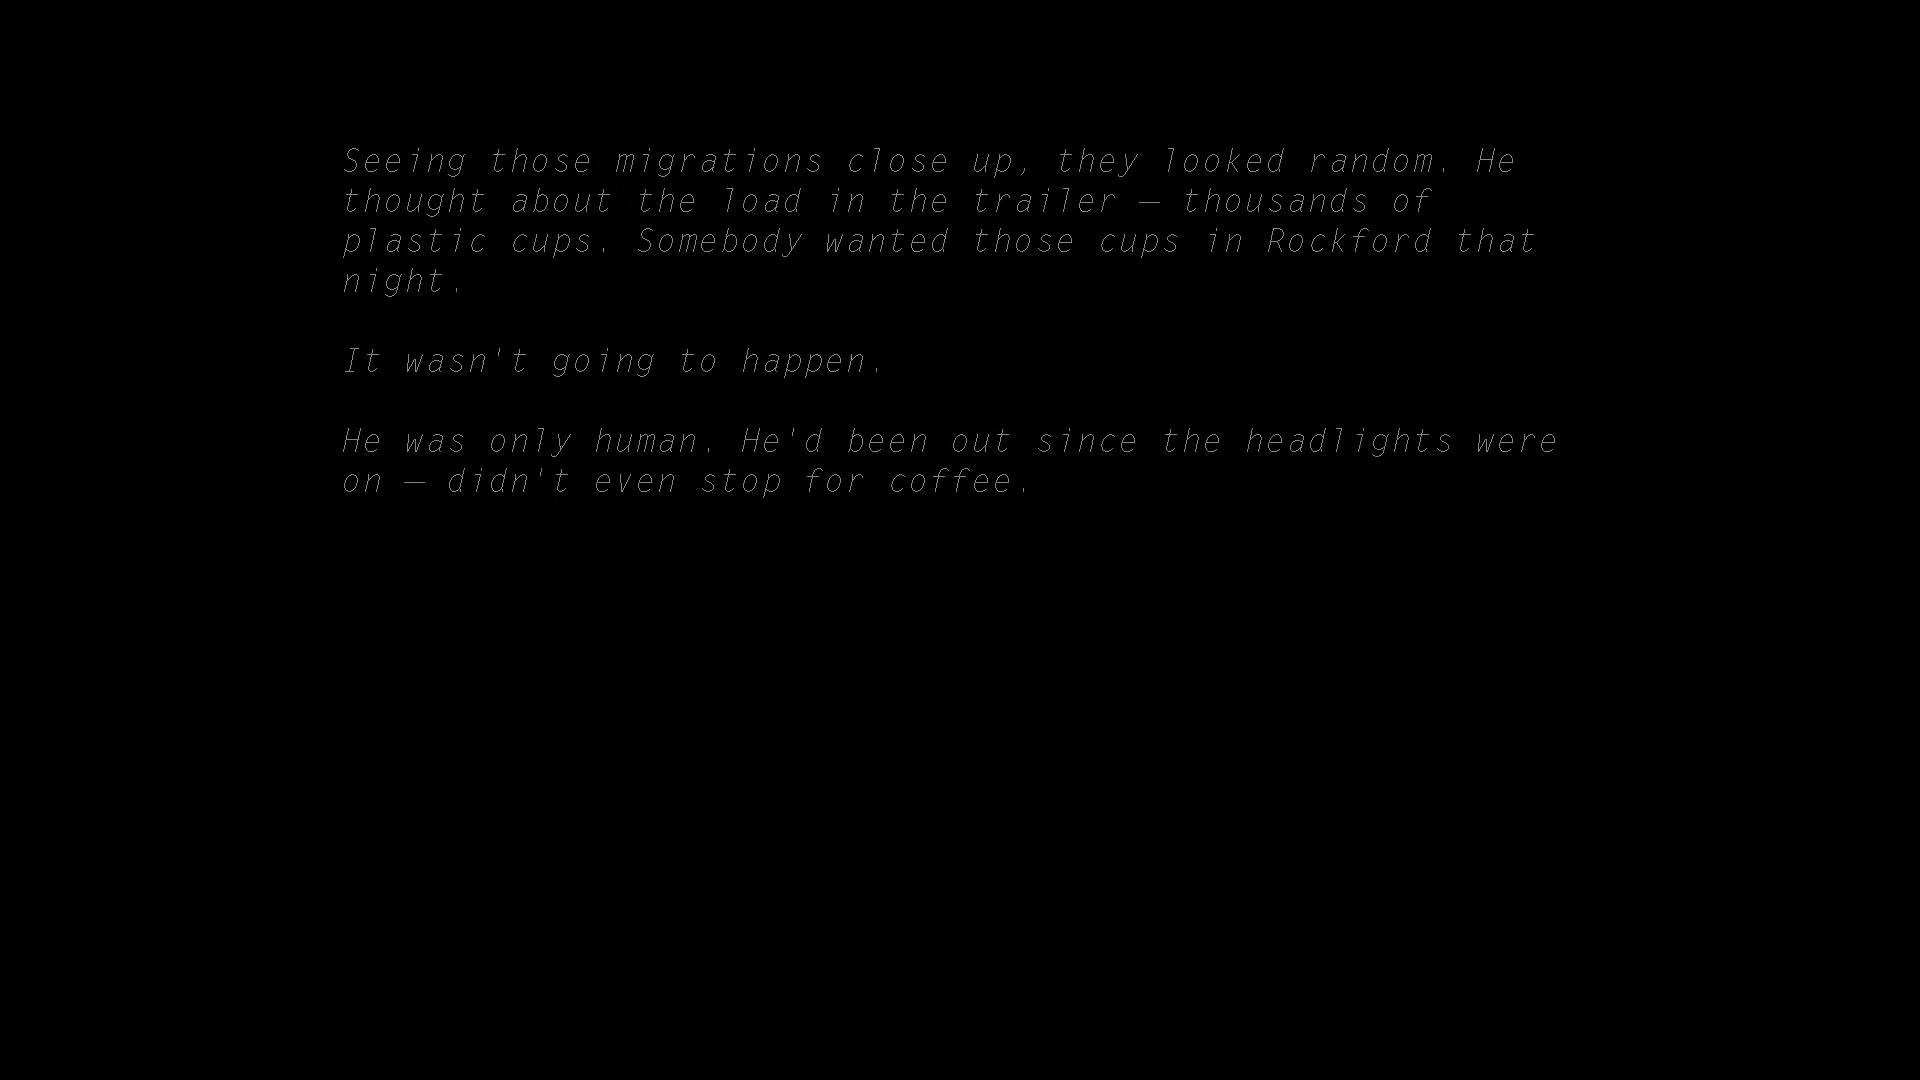 Seeing those migrations close up, they looked random. He
thought about the load in the trailer — thousands of
plastic cups. Somebody wanted those cups in Rockford that
night.
It wasn't going to happen.
He was only human. He'd been out since the headlights were
on — didn't even stop for coffee.